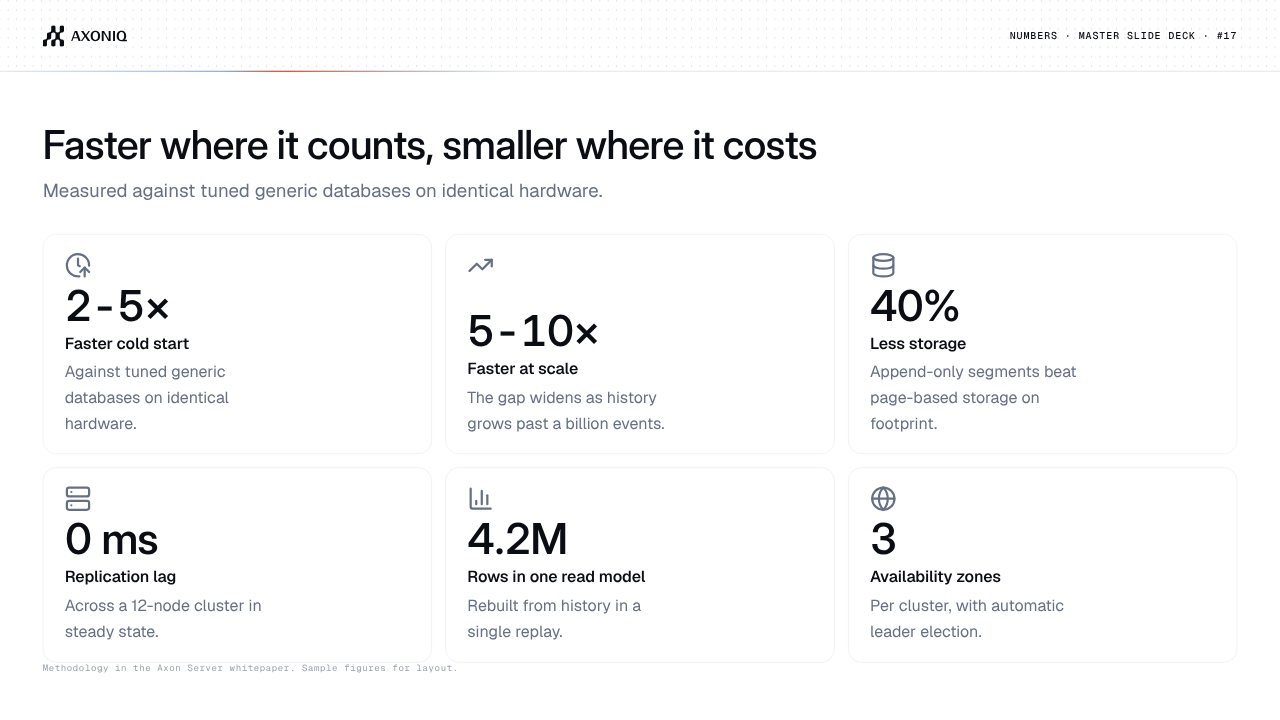 AXONIQ
NUMBERS · MASTER SLIDE DECK · #17
Faster where it counts, smaller where it costs
Measured against tuned generic databases on identical hardware.
2-5×
Faster cold start
Against tuned generic
databases on identical
hardware.
5-10×
Faster at scale
The gap widens as history
grows past a billion events.
40%
Less storage
Append-only segments beat
page-based storage on
footprint.
0 ms
Replication lag
Across a 12-node cluster in
steady state.
4.2M
Rows in one read model
Rebuilt from history in a
single replay.
3
Availability zones
Per cluster, with automatic
leader election.
Methodology in the Axon Server whitepaper. Sample figures for layout.